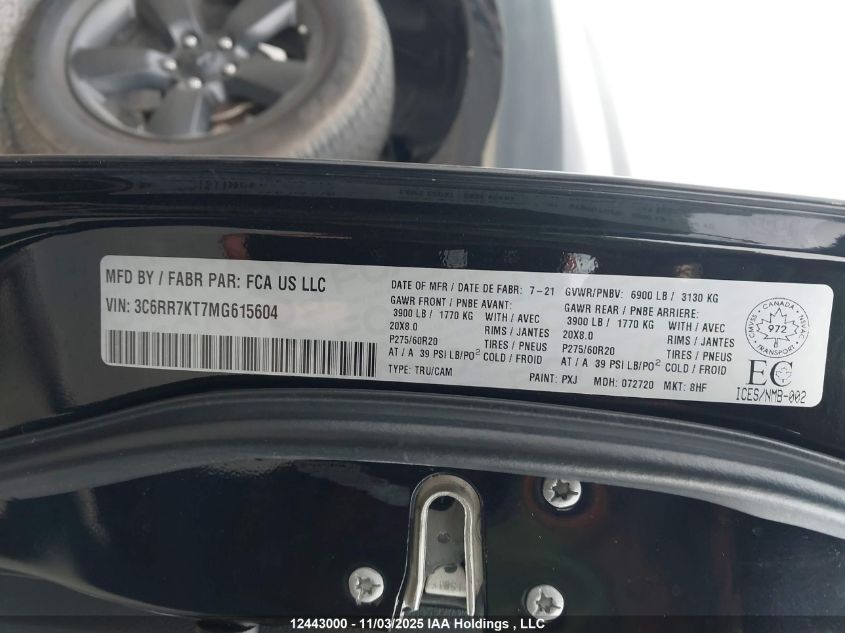 MFD BY / FABR PAR: FCA US LLC
VIN: 3C6RR7KT7MG615604
DATE OF MFR / DATE DE FABR: 7-21
GVWR/PNBV: 6900 LB / 3130 KG
GAWR FRONT / PNBE AVANT:
3900 LB / 1770 KG WITH / AVEC
20X8.0 RIMS / JANTES
P275/60R20 TIRES / PNEUS
AT / A 39 PSI LB/PO² COLD / FROID
GAWR REAR / PNBE ARRIERE:
3900 LB / 1770 KG WITH / AVEC
20X8.0 RIMS / JANTES
P275/60R20 TIRES / PNEUS
AT / A 39 PSI LB/PO² COLD / FROID
TYPE: TRU/CAM
PAINT: PXJ MDH: 072720 MKT: 8HF
CANADA
CMVSS
NSVAC
972
TRANSPORT
EC
ICES/NMB-002
12443000 - 11/03/2025 IAA Holdings , LLC